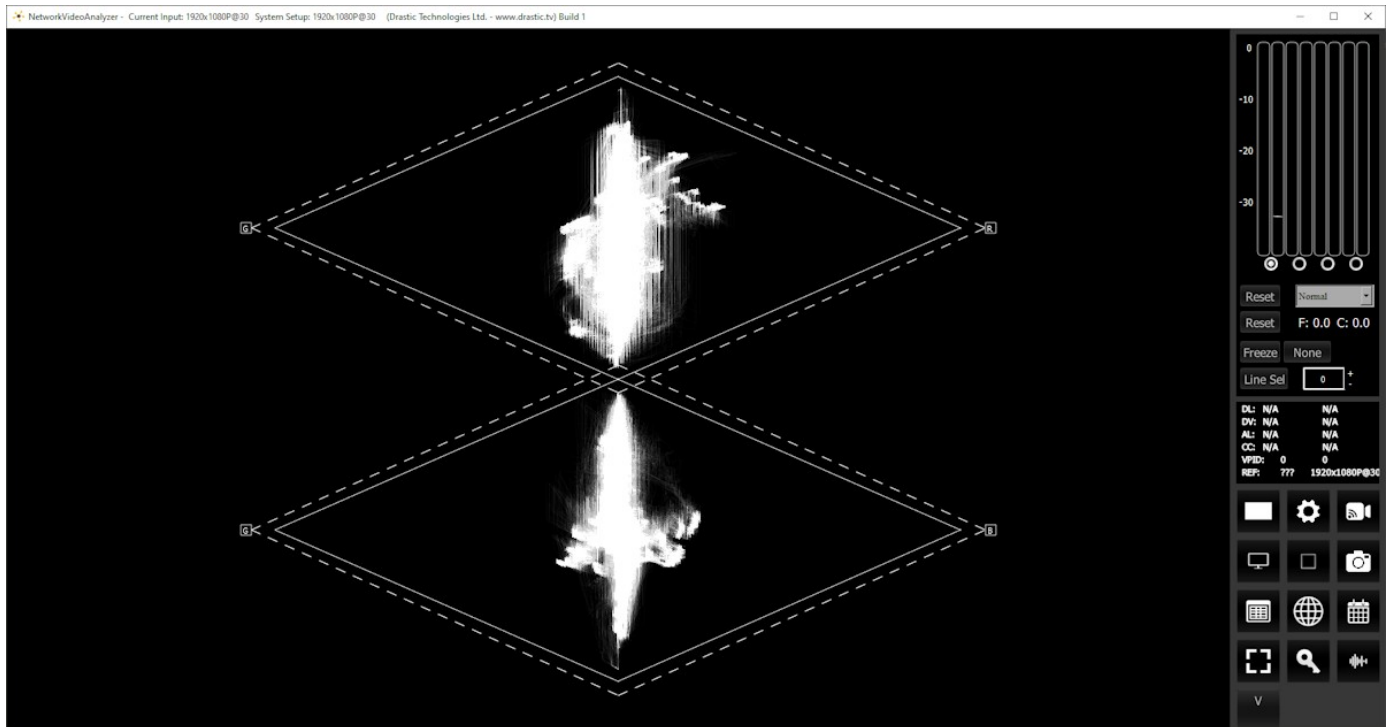 NetworkVideoAnalyzer - Current Input: 1920x1080P@30 System Setup: 1920x1080P@30 (Drastic Technologies Ltd. - www.drastic.tv) Build 1
0
-10
-20
-30
G
R
Reset
Normal
Reset
F: 0.0 C: 0.0
Freeze
None
Line Sel
0
+
-
DL: N/A N/A
DV: N/A N/A
AL: N/A N/A
CC: N/A N/A
VPID: 0 0
REF: ??? 1920x1080P@30
G
B
V